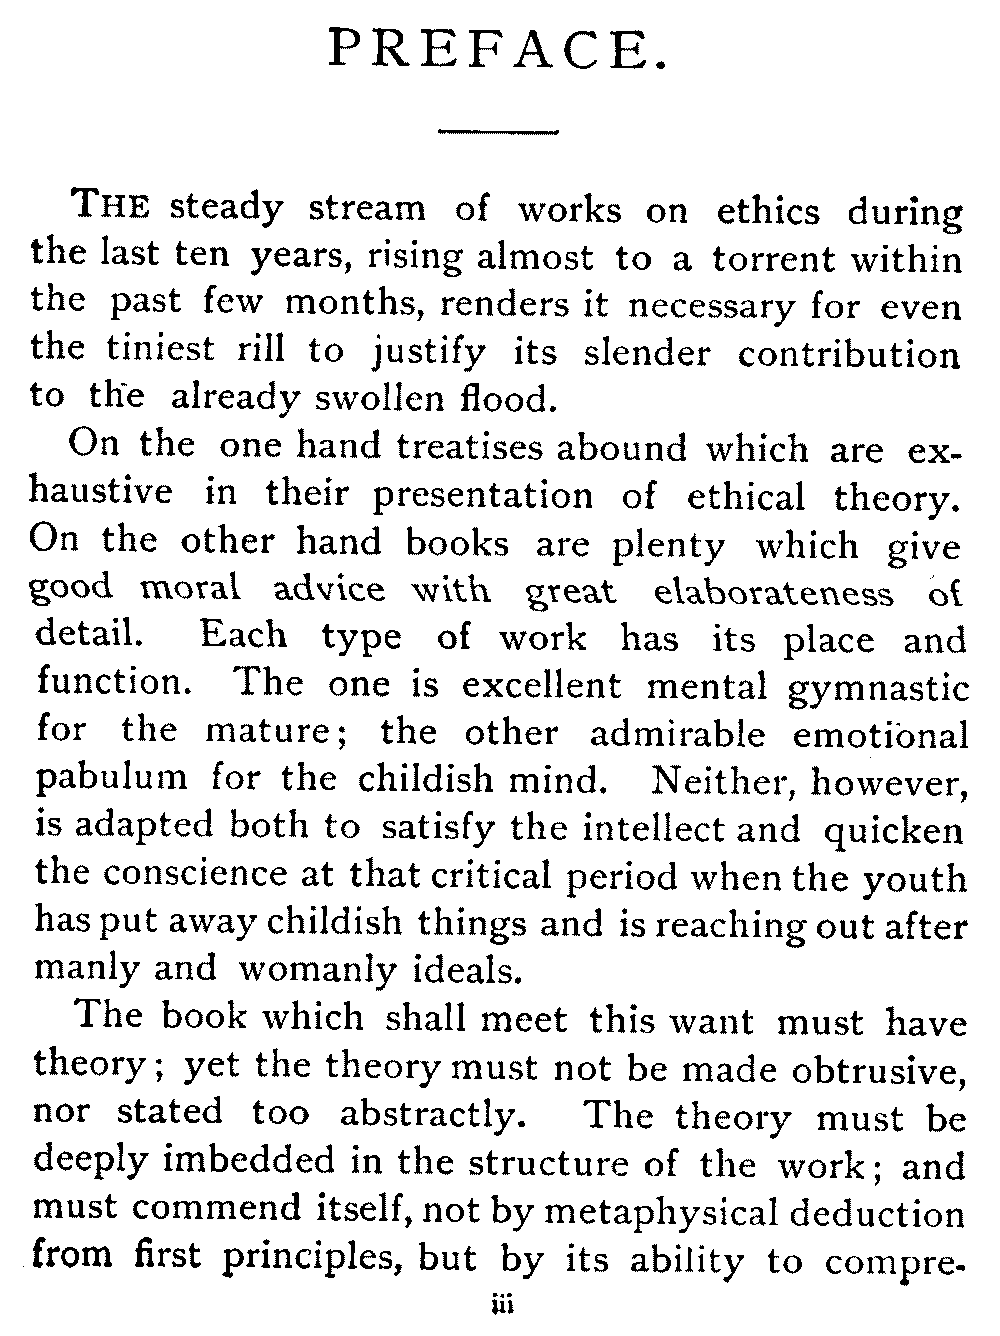 PREFACE.
THE steady stream of works on ethics during
the last ten years, rising almost to a torrent within
the past few months, renders it necessary for even
the tiniest rill to justify its slender contribution
to the already swollen flood.
On the one hand treatises abound which are ex-
haustive in their presentation of ethical theory.
On the other hand books are plenty which give
good moral advice with great elaborateness of
detail. Each type of work has its place and
function. The one is excellent mental gymnastic
for the mature; the other admirable emotional
pabulum for the childish mind. Neither, however,
is adapted both to satisfy the intellect and quicken
the conscience at that critical period when the youth
has put away childish things and is reaching out after
manly and womanly ideals.
The book which shall meet this want must have
theory; yet the theory must not be made obtrusive,
nor stated too abstractly. The theory must be
deeply imbedded in the structure of the work; and
must commend itself, not by metaphysical deduction
from first principles, but by its ability to compre-
iii